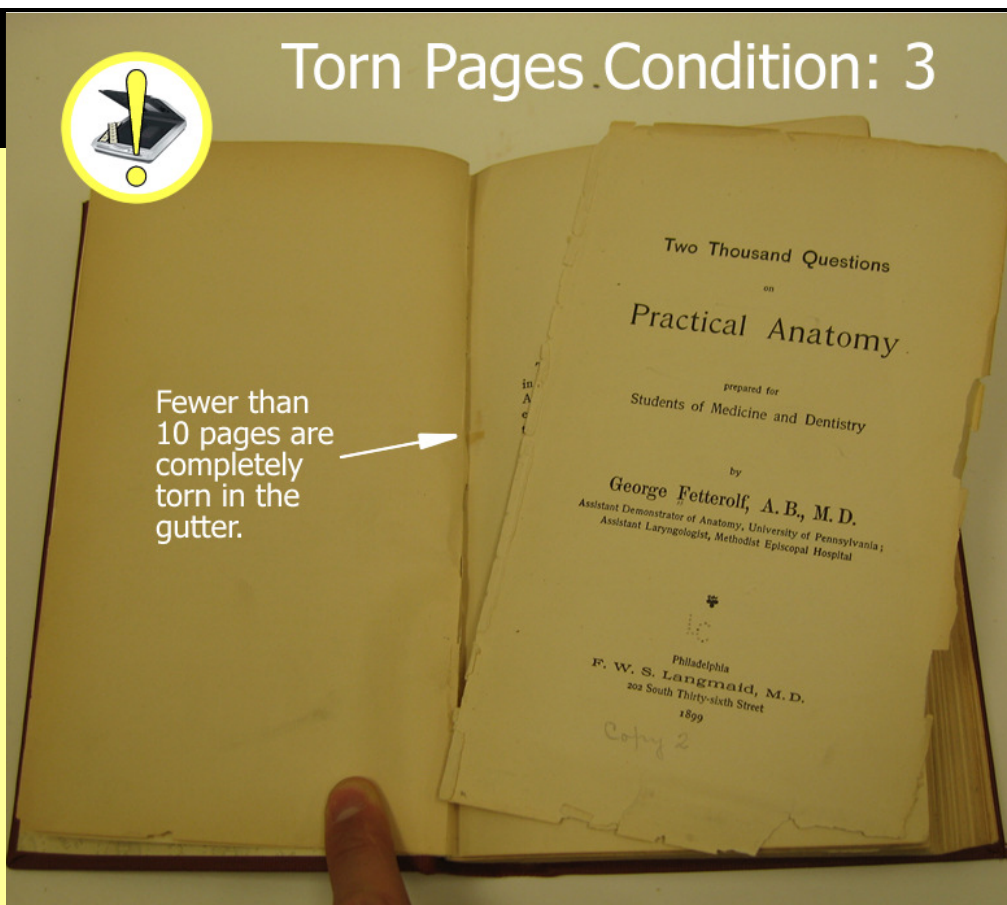 Torn Pages Condition: 3
Fewer than
10 pages are
completely
torn in the
gutter.
Two Thousand Questions
on
Practical Anatomy
prepared for
Students of Medicine and Dentistry
by
George Fetterolf, A. B., M. D.
Assistant Demonstrator of Anatomy, University of Pennsylvania;
Assistant Laryngologist, Methodist Episcopal Hospital
LC
Philadelphia
F. W. S. Langmaid, M. D.
202 South Thirty-sixth Street
1899
Copy 2